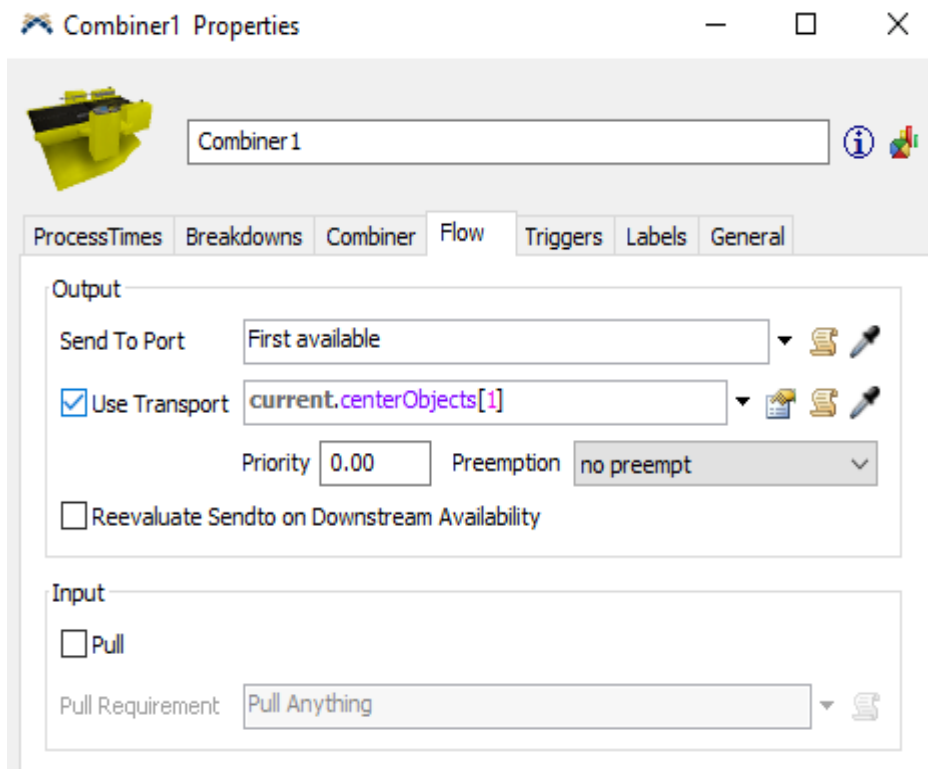 Combiner1 Properties
Combiner1
ProcessTimes Breakdowns Combiner Flow Triggers Labels General
Output
Send To Port First available
Use Transport current.centerObjects[1]
Priority 0.00 Preemption no preempt
Reevaluate Sendto on Downstream Availability
Input
Pull
Pull Requirement Pull Anything